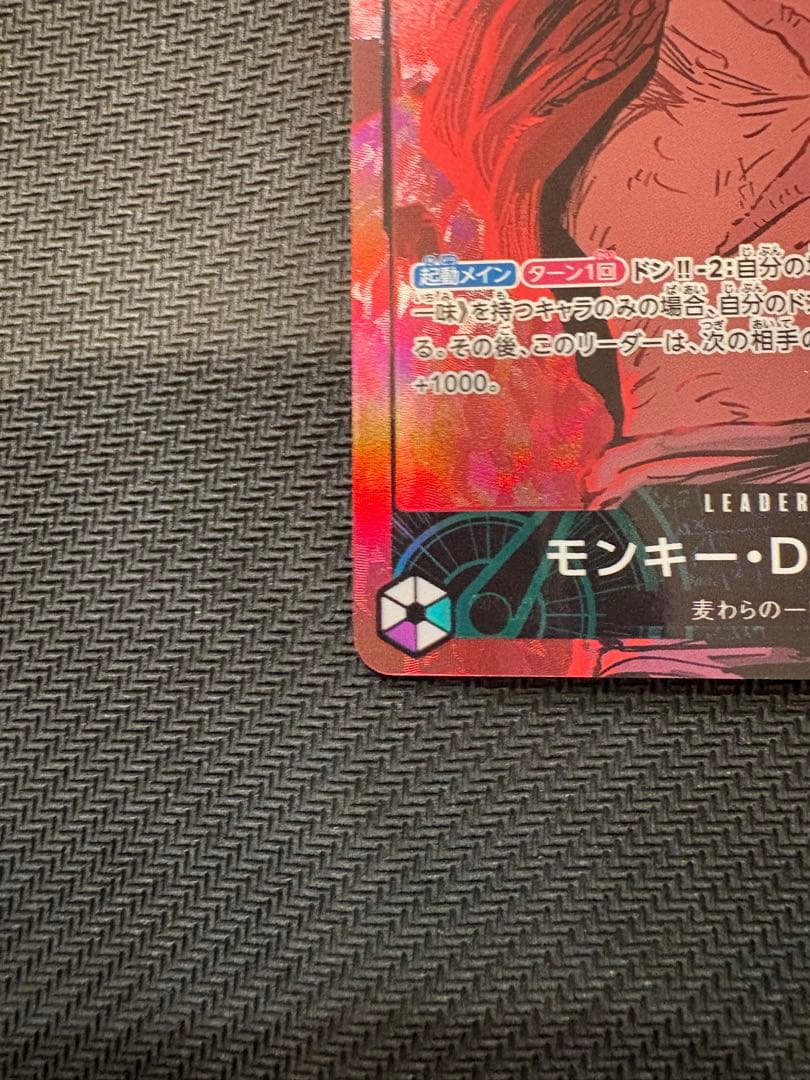 起動メイン ターン1回 ドン!!-2:自分の
一味》を持つキャラのみの場合、自分のド
る。その後、このリーダーは、次の相手の
+1000。
LEADER
モンキー・D
麦わらの一